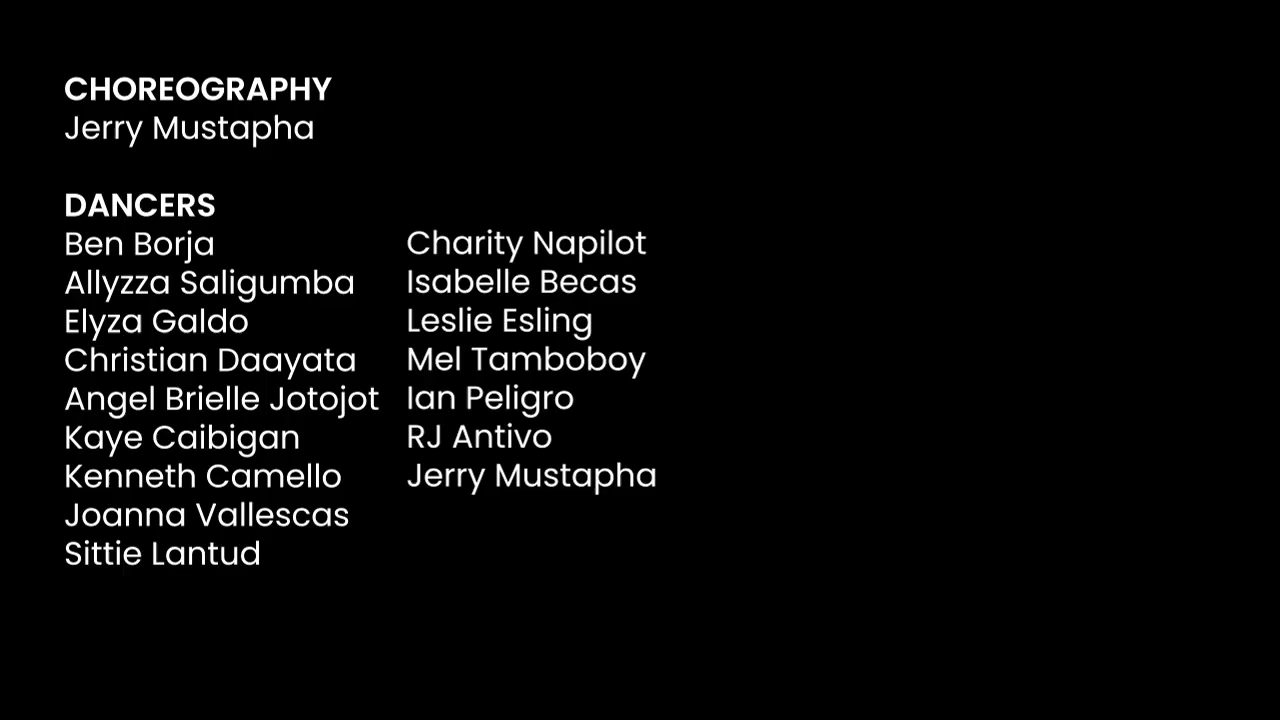 CHOREOGRAPHY
Jerry Mustapha
DANCERS
Ben Borja
Allyzza Saligumba
Elyza Galdo
Christian Daayata
Angel Brielle Jotojot
Kaye Caibigan
Kenneth Camello
Joanna Vallescas
Sittie Lantud
Charity Napilot
Isabelle Becas
Leslie Esling
Mel Tamboboy
Ian Peligro
RJ Antivo
Jerry Mustapha